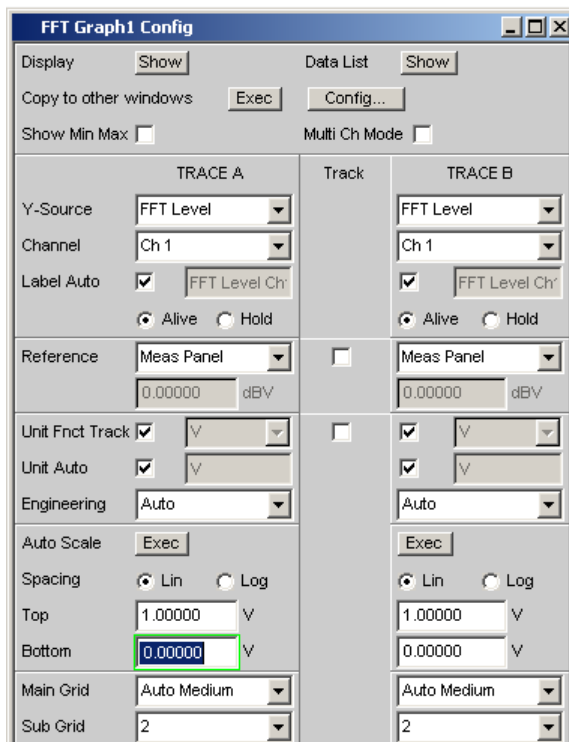 FFT Graph1 Config
Display Show Data List Show
Copy to other windows Exec Config...
Show Min Max Multi Ch Mode
TRACE A Track TRACE B
Y-Source FFT Level FFT Level
Channel Ch 1 Ch 1
Label Auto FFT Level Ch FFT Level Ch
Alive Hold Alive Hold
Reference Meas Panel Meas Panel
0.00000 dBV 0.00000 dBV
Unit Fnct Track V V
Unit Auto V V
Engineering Auto Auto
Auto Scale Exec Exec
Spacing Lin Log Lin Log
Top 1.00000 V 1.00000 V
Bottom 0.00000 V 0.00000 V
Main Grid Auto Medium Auto Medium
Sub Grid 2 2